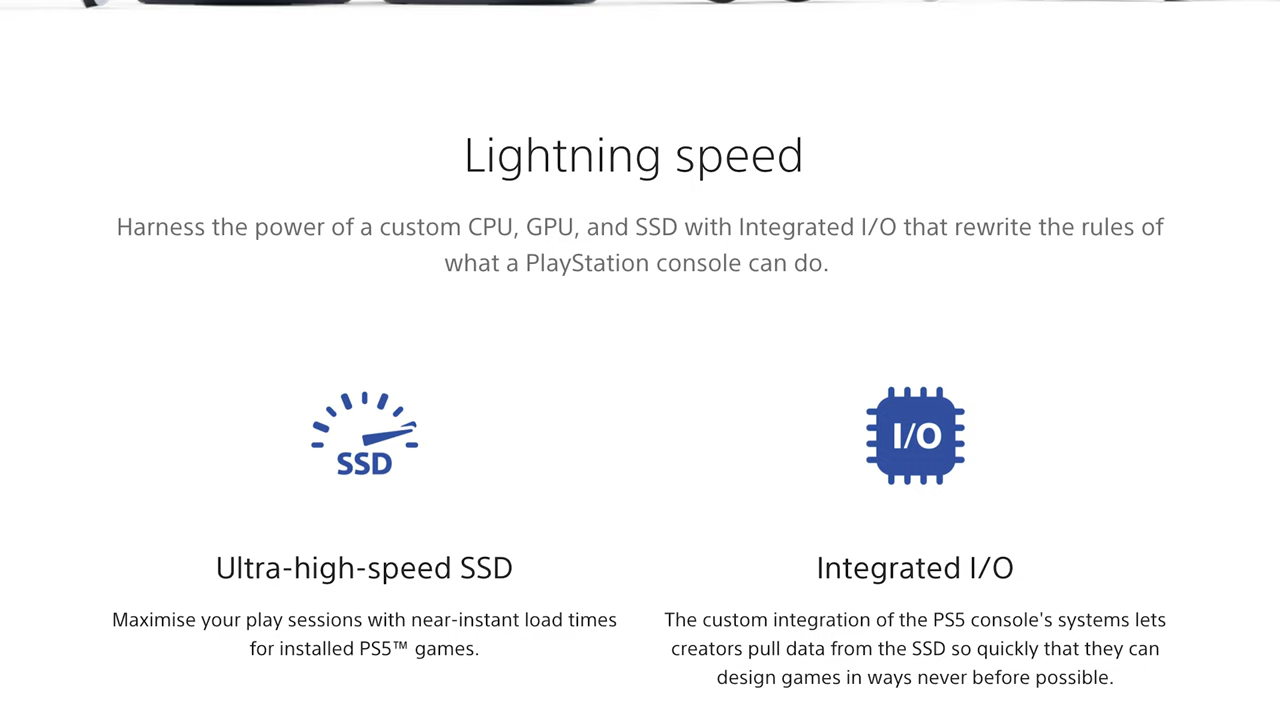 Lightning speed
Harness the power of a custom CPU, GPU, and SSD with Integrated I/O that rewrite the rules of
what a PlayStation console can do.
SSD
I/O
Ultra-high-speed SSD
Integrated I/O
Maximise your play sessions with near-instant load times
for installed PS5™ games.
The custom integration of the PS5 console's systems lets
creators pull data from the SSD so quickly that they can
design games in ways never before possible.